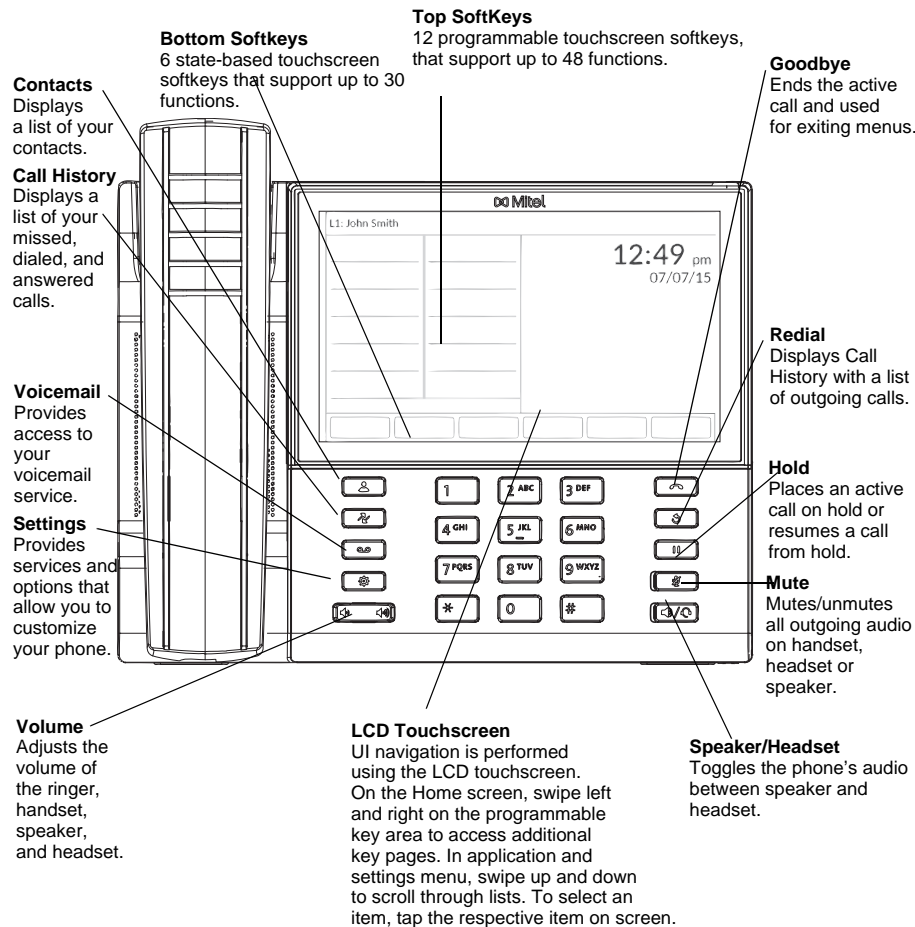 Top SoftKeys
12 programmable touchscreen softkeys,
that support up to 48 functions.
Bottom Softkeys
6 state-based touchscreen
softkeys that support up to 30
functions.
Goodbye
Ends the active
call and used
for exiting menus.
Contacts
Displays
a list of your
contacts.
Call History
Displays a
list of your
missed,
dialed, and
answered
calls.
Mitel
L1: John Smith
12:49 pm
07/07/15
Redial
Displays Call
History with a list
of outgoing calls.
Voicemail
Provides
access to
your
voicemail
service.
Hold
Places an active
call on hold or
resumes a call
from hold.
Settings
Provides
services and
options that
allow you to
customize
your phone.
1 2 ABC 3 DEF
4 GHI 5 JKL 6 MNO
7 PQRS 8 TUV 9 WXYZ
* 0 #
Mute
Mutes/unmutes
all outgoing audio
on handset,
headset or
speaker.
Volume
Adjusts the
volume of
the ringer,
handset,
speaker,
and headset.
LCD Touchscreen
UI navigation is performed
using the LCD touchscreen.
On the Home screen, swipe left
and right on the programmable
key area to access additional
key pages. In application and
settings menu, swipe up and down
to scroll through lists. To select an
item, tap the respective item on screen.
Speaker/Headset
Toggles the phone's audio
between speaker and
headset.